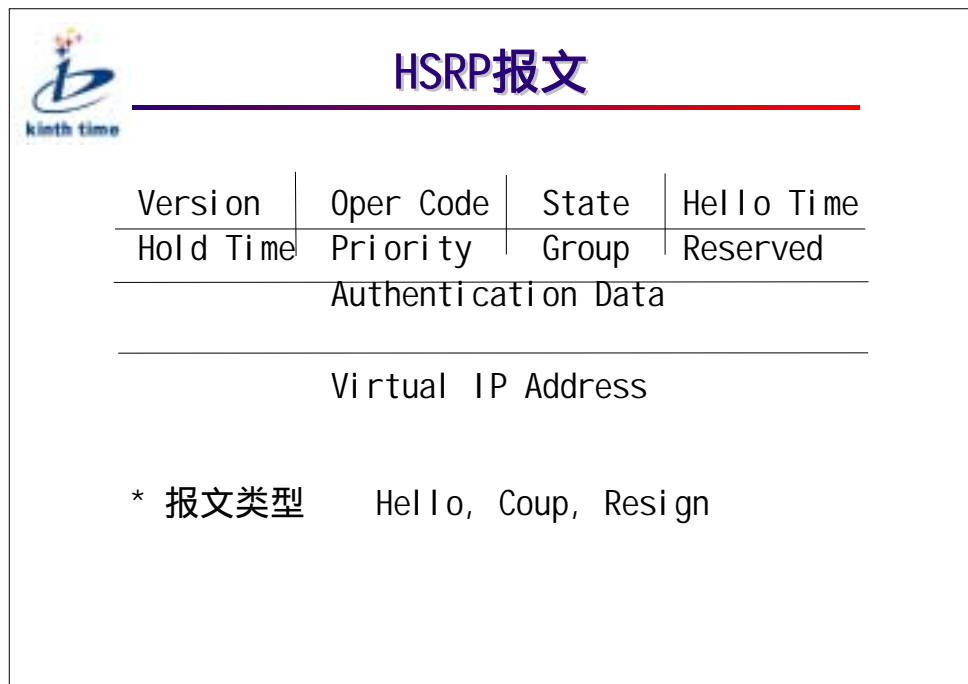 kinth time
HSRP报文
Version Oper Code State Hello Time
Hold Time Priority Group Reserved
Authentication Data
Virtual IP Address
* 报文类型 Hello, Coup, Resign